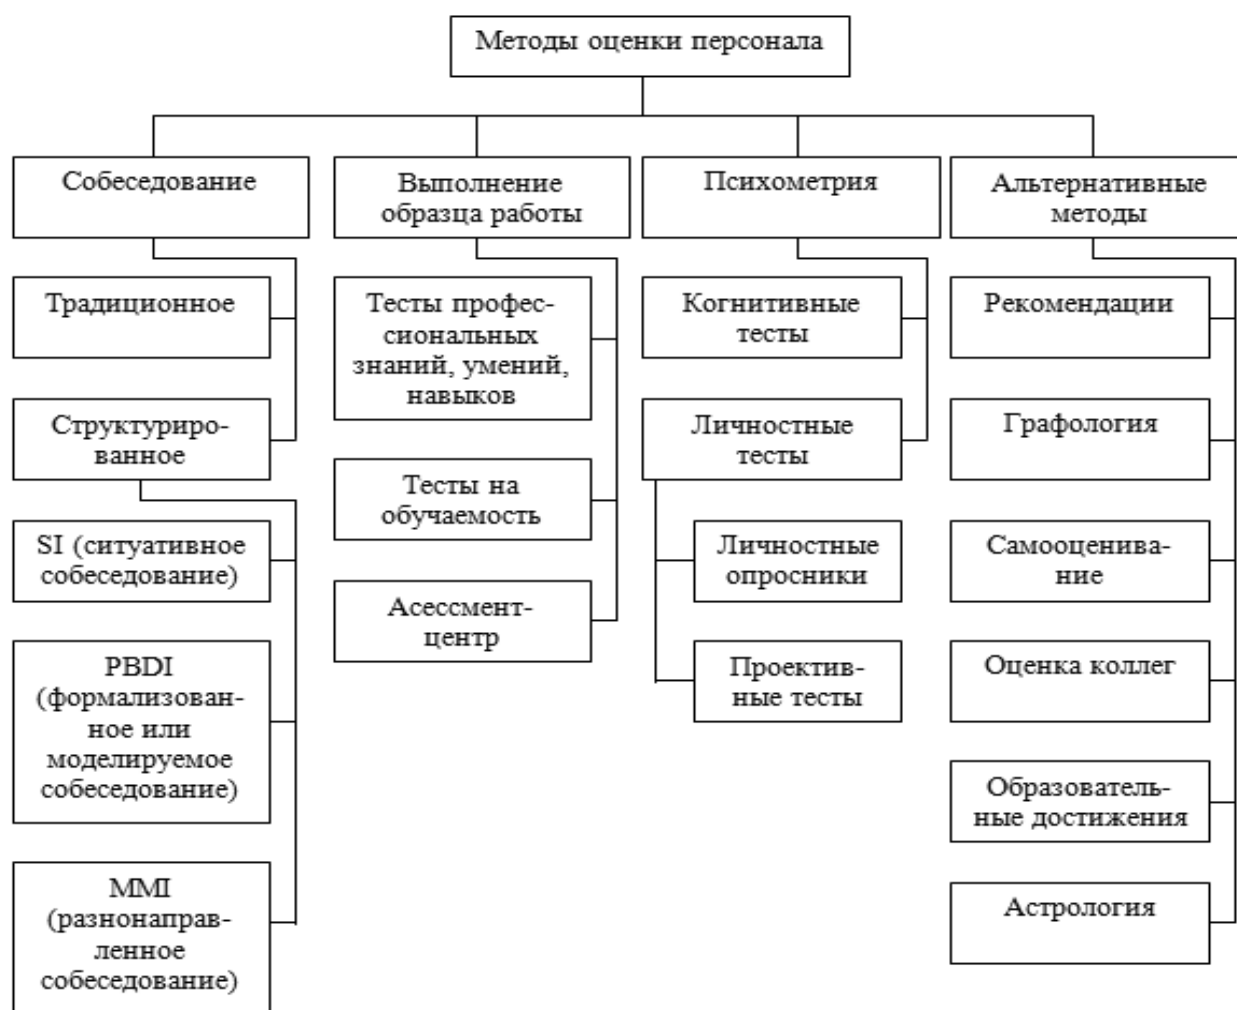 Методы оценки персонала
Собеседование
Выполнение
образца работы
Психометрия
Альтернативные
методы
Традиционное
Тесты профес-
сиональных
знаний, умений,
навыков
Когнитивные
тесты
Рекомендации
Структуриро-
ванное
Личностные
тесты
Графология
Тесты на
обучаемость
SI (ситуативное
собеседование)
Личностные
опросники
Самооценива-
ние
Асессмент-
центр
PBDI
(формализован-
ное или
моделируемое
собеседование)
Проектив-
ные тесты
Оценка коллег
Образователь-
ные достижения
MMI
(разнонаправ-
ленное
собеседование)
Астрология